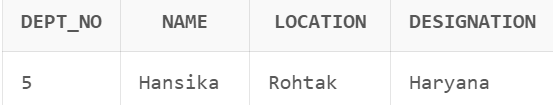 DEPT_NO NAME LOCATION DESIGNATION
5 Hansika Rohtak Haryana